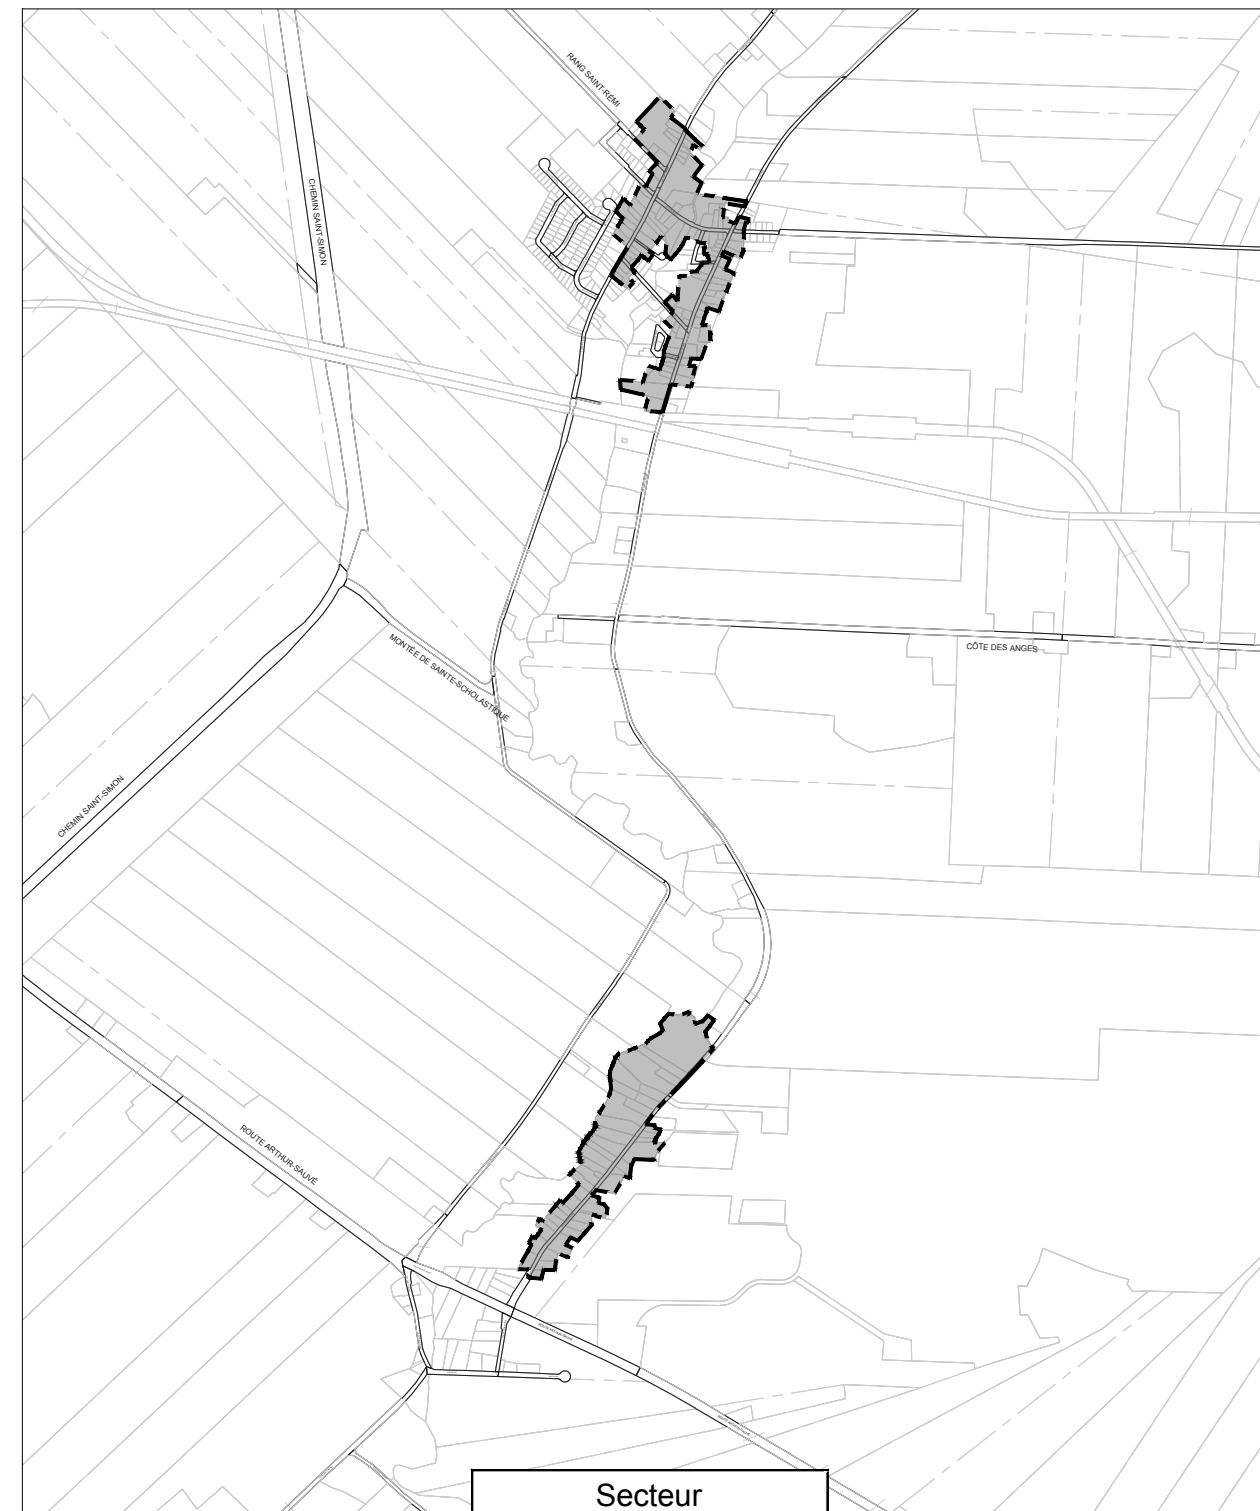 RANG SAINT-RÉMI
CHEMIN SAINT-SIMON
CÔTE DES ANGES
MONTÉE DE SAINTE-SCHOLASTIQUE
CHEMIN SAINT-SIMON
ROUTE ARTHUR-SAUVÉ
Secteur